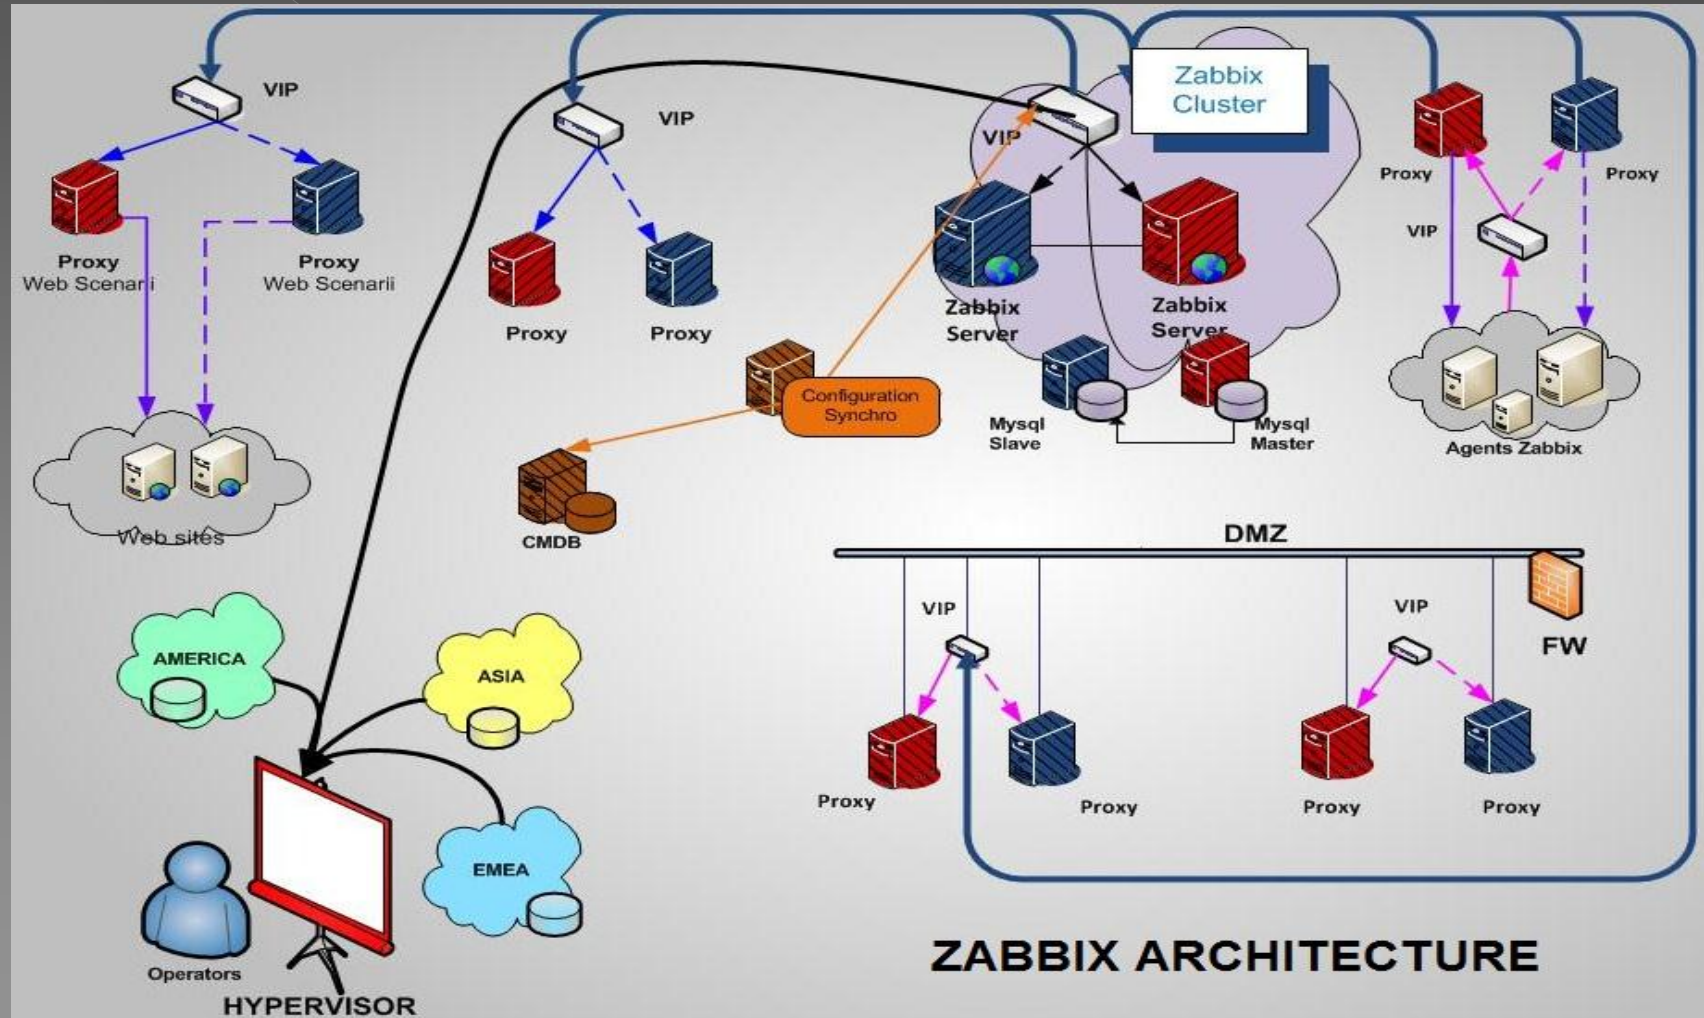 Zabbix
Cluster
VIP
VIP
VIP
Proxy
Proxy
VIP
Proxy
Web Scenarii
Proxy
Web Scenarii
Proxy
Proxy
Zabbix
Server
Zabbix
Server
Configuration
Synchro
Mysql
Slave
Mysql
Master
Agents Zabbix
Web sites
CMDB
DMZ
VIP
VIP
FW
AMERICA
ASIA
Proxy
Proxy
Proxy
Proxy
EMEA
Operators
HYPERVISOR
ZABBIX ARCHITECTURE